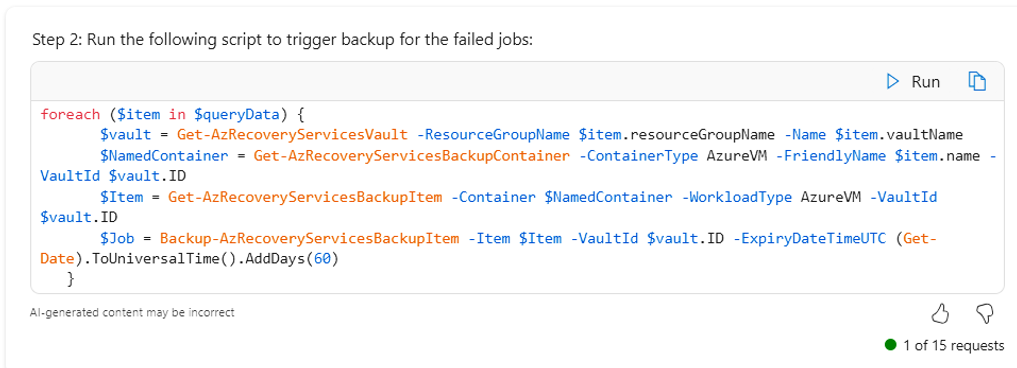 Step 2: Run the following script to trigger backup for the failed jobs:
Run
foreach ($item in $queryData) {
$vault = Get-AzRecoveryServicesVault -ResourceGroupName $item.resourceGroupName -Name $item.vaultName
$NamedContainer = Get-AzRecoveryServicesBackupContainer -ContainerType AzureVM -FriendlyName $item.name -
VaultId $vault.ID
$Item = Get-AzRecoveryServicesBackupItem -Container $NamedContainer -WorkloadType AzureVM -VaultId
$vault.ID
$Job = Backup-AzRecoveryServicesBackupItem -Item $Item -VaultId $vault.ID -ExpiryDateTimeUTC (Get-
Date).ToUniversalTime().AddDays(60)
}
AI-generated content may be incorrect
1 of 15 requests